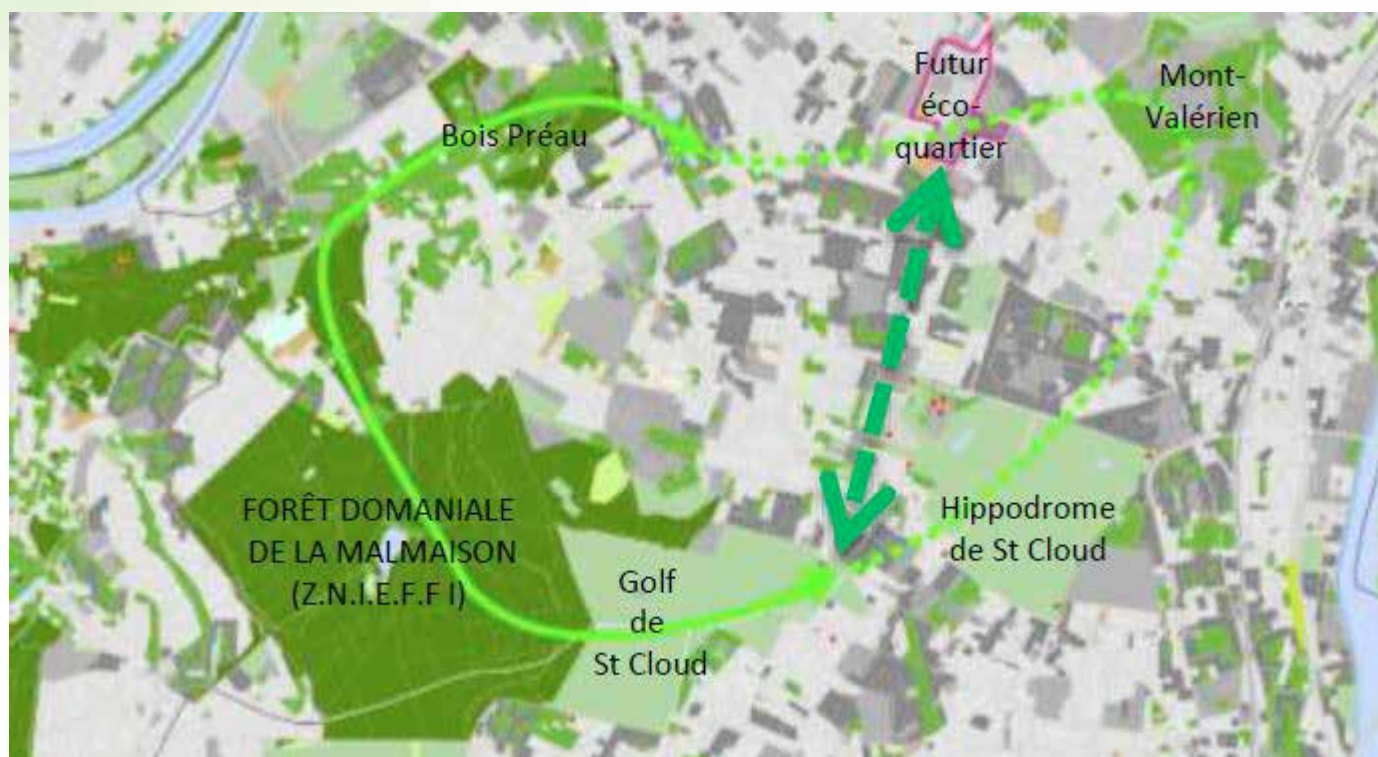 Futur
éco-
quartier
Mont-
Valérien
Bois Préau
FORÊT DOMANIALE
DE LA MALMAISON
(Z.N.I.E.F.F I)
Golf
de
St Cloud
Hippodrome
de St Cloud